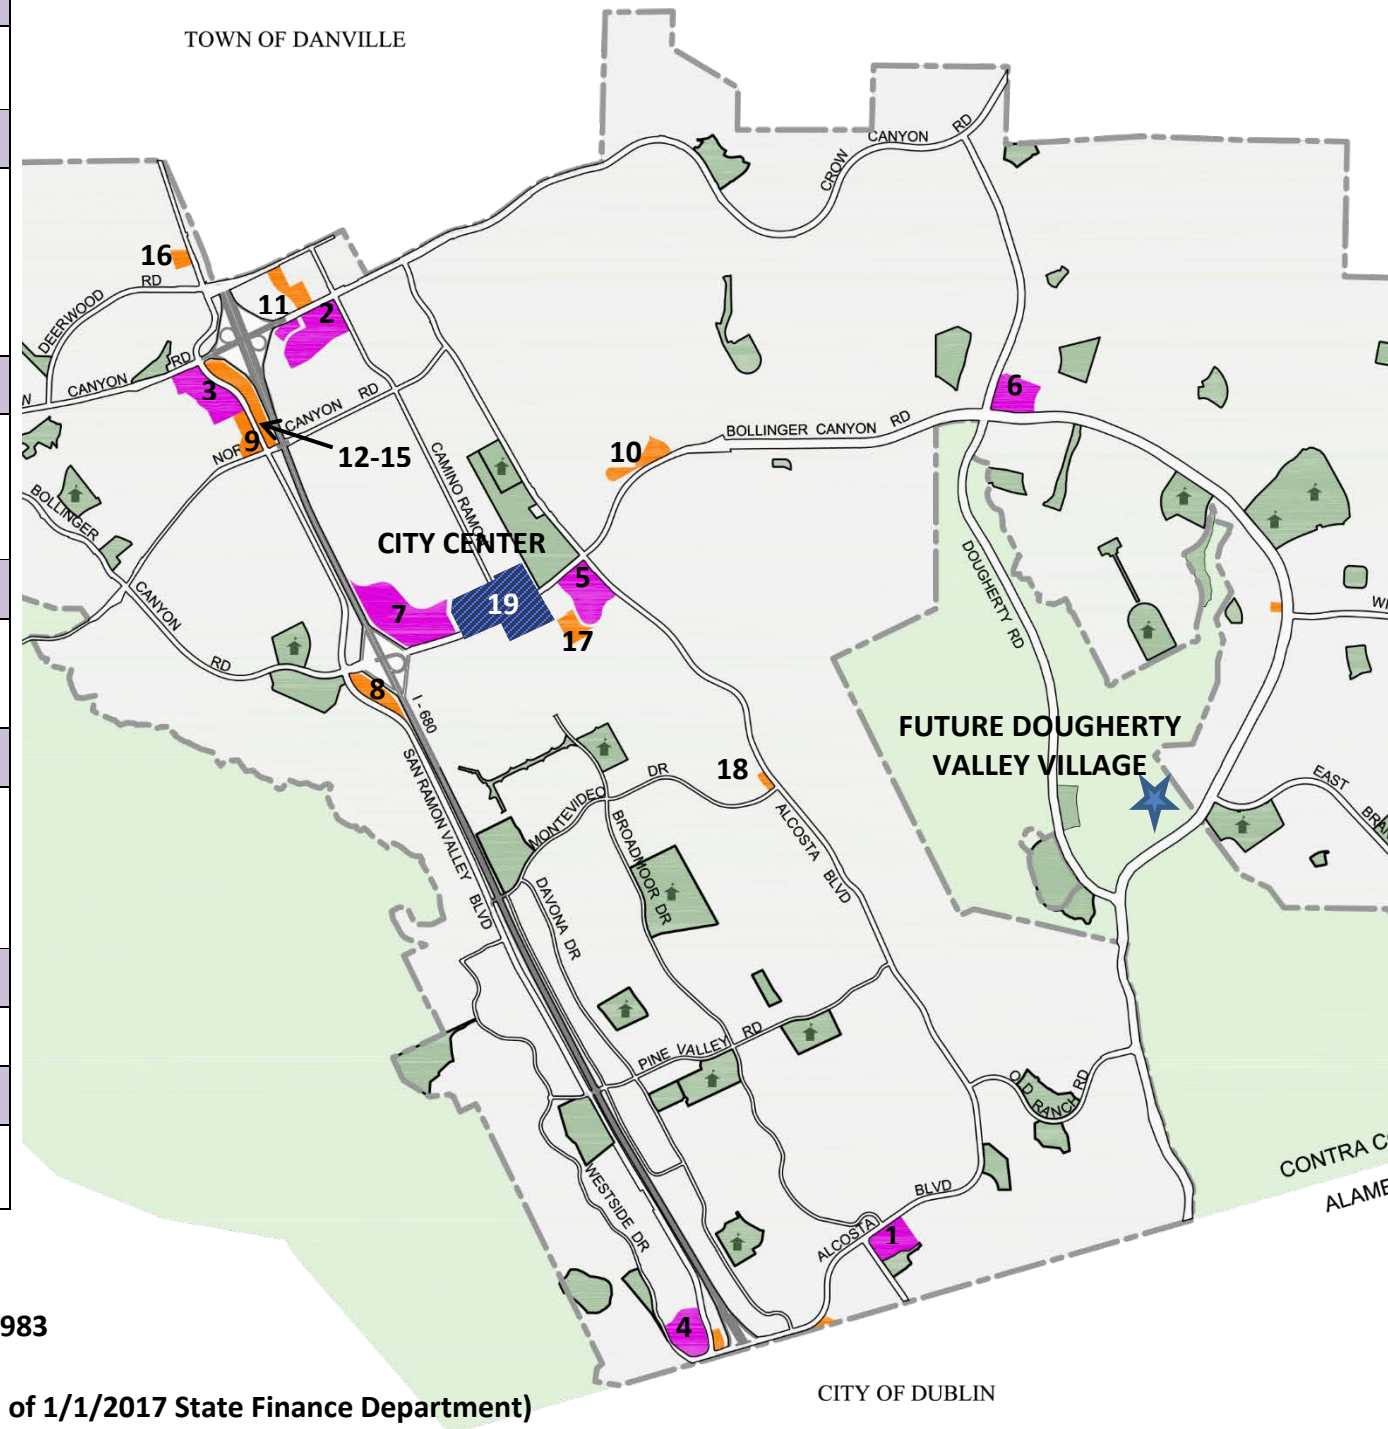 TOWN OF DANVILLE
CROW
CANYON
RD
16
RD
DEERWOOD
11
2
CANYON
RD
3
6
NOR
CANYON
RD
9
12-15
10
BOLLINGER CANYON RD
CAMINO RAMON
BOLLINGER
CANYON
RD
CITY CENTER
5
7
19
17
DOUGHERTY RD
8
I - 680
FUTURE DOUGHERTY
VALLEY VILLAGE
SAN RAMON VALLEY BLVD
MONTEVIDEO
DR
18
EAST
BROADMOOR DR
ALCOSTA BLVD
DAVONA DR
PINE VALLEY RD
OLD RANCH RD
CONTRA C
ALAME
WESTSIDE DR
ALCOSTA
BLVD
1
4
983
CITY OF DUBLIN
of 1/1/2017 State Finance Department)